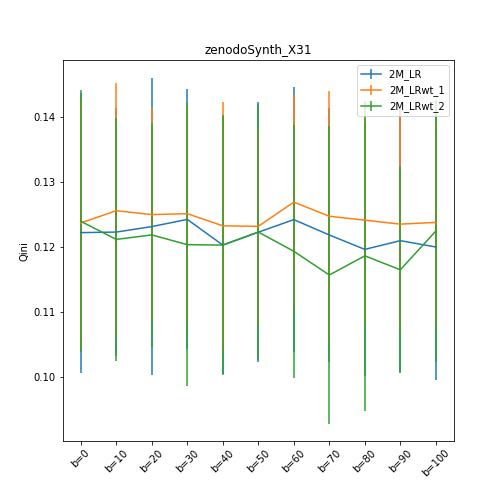 zenodoSynth_X31
2M_LR
2M_LRwt_1
2M_LRwt_2
Qini
0.14
0.13
0.12
0.11
0.10
b=0
b=10
b=20
b=30
b=40
b=50
b=60
b=70
b=80
b=90
b=100